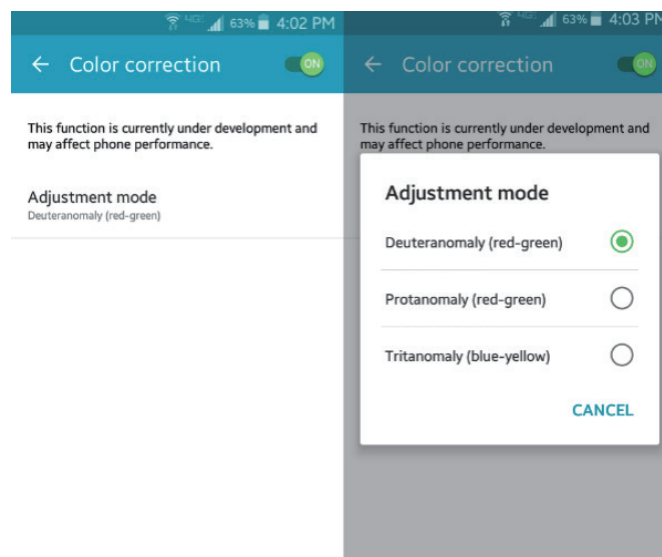 4G 63% 4:02 PM
Color correction ON
This function is currently under development and
may affect phone performance.
Adjustment mode
Deuteranomaly (red-green)
63% 4:03 PM
Color correction ON
This function is currently under development and
may affect phone performance.
Adjustment mode
Deuteranomaly (red-green)
Protanomaly (red-green)
Tritanomaly (blue-yellow)
CANCEL